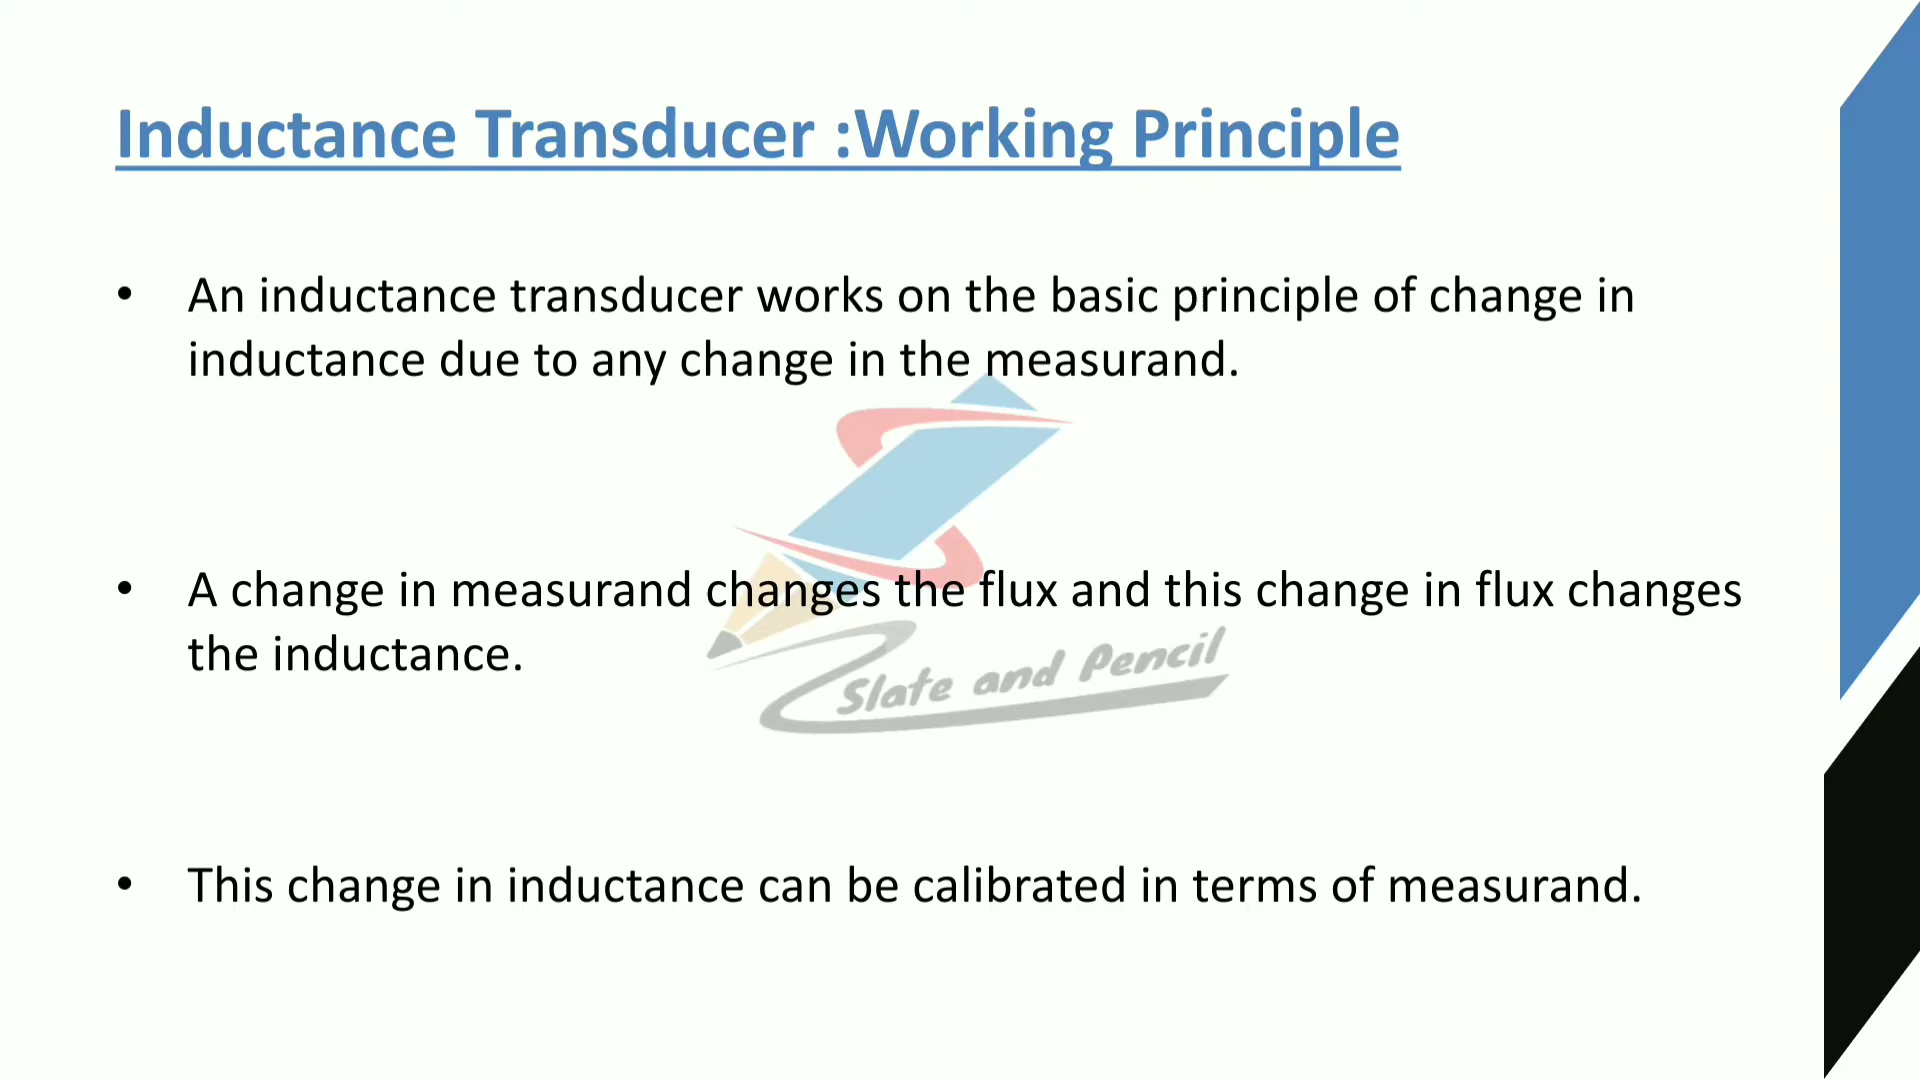 Inductance Transducer :Working Principle
• An inductance transducer works on the basic principle of change in
inductance due to any change in the measurand.
• A change in measurand changes the flux and this change in flux changes
the inductance.
Slate and Pencil
• This change in inductance can be calibrated in terms of measurand.